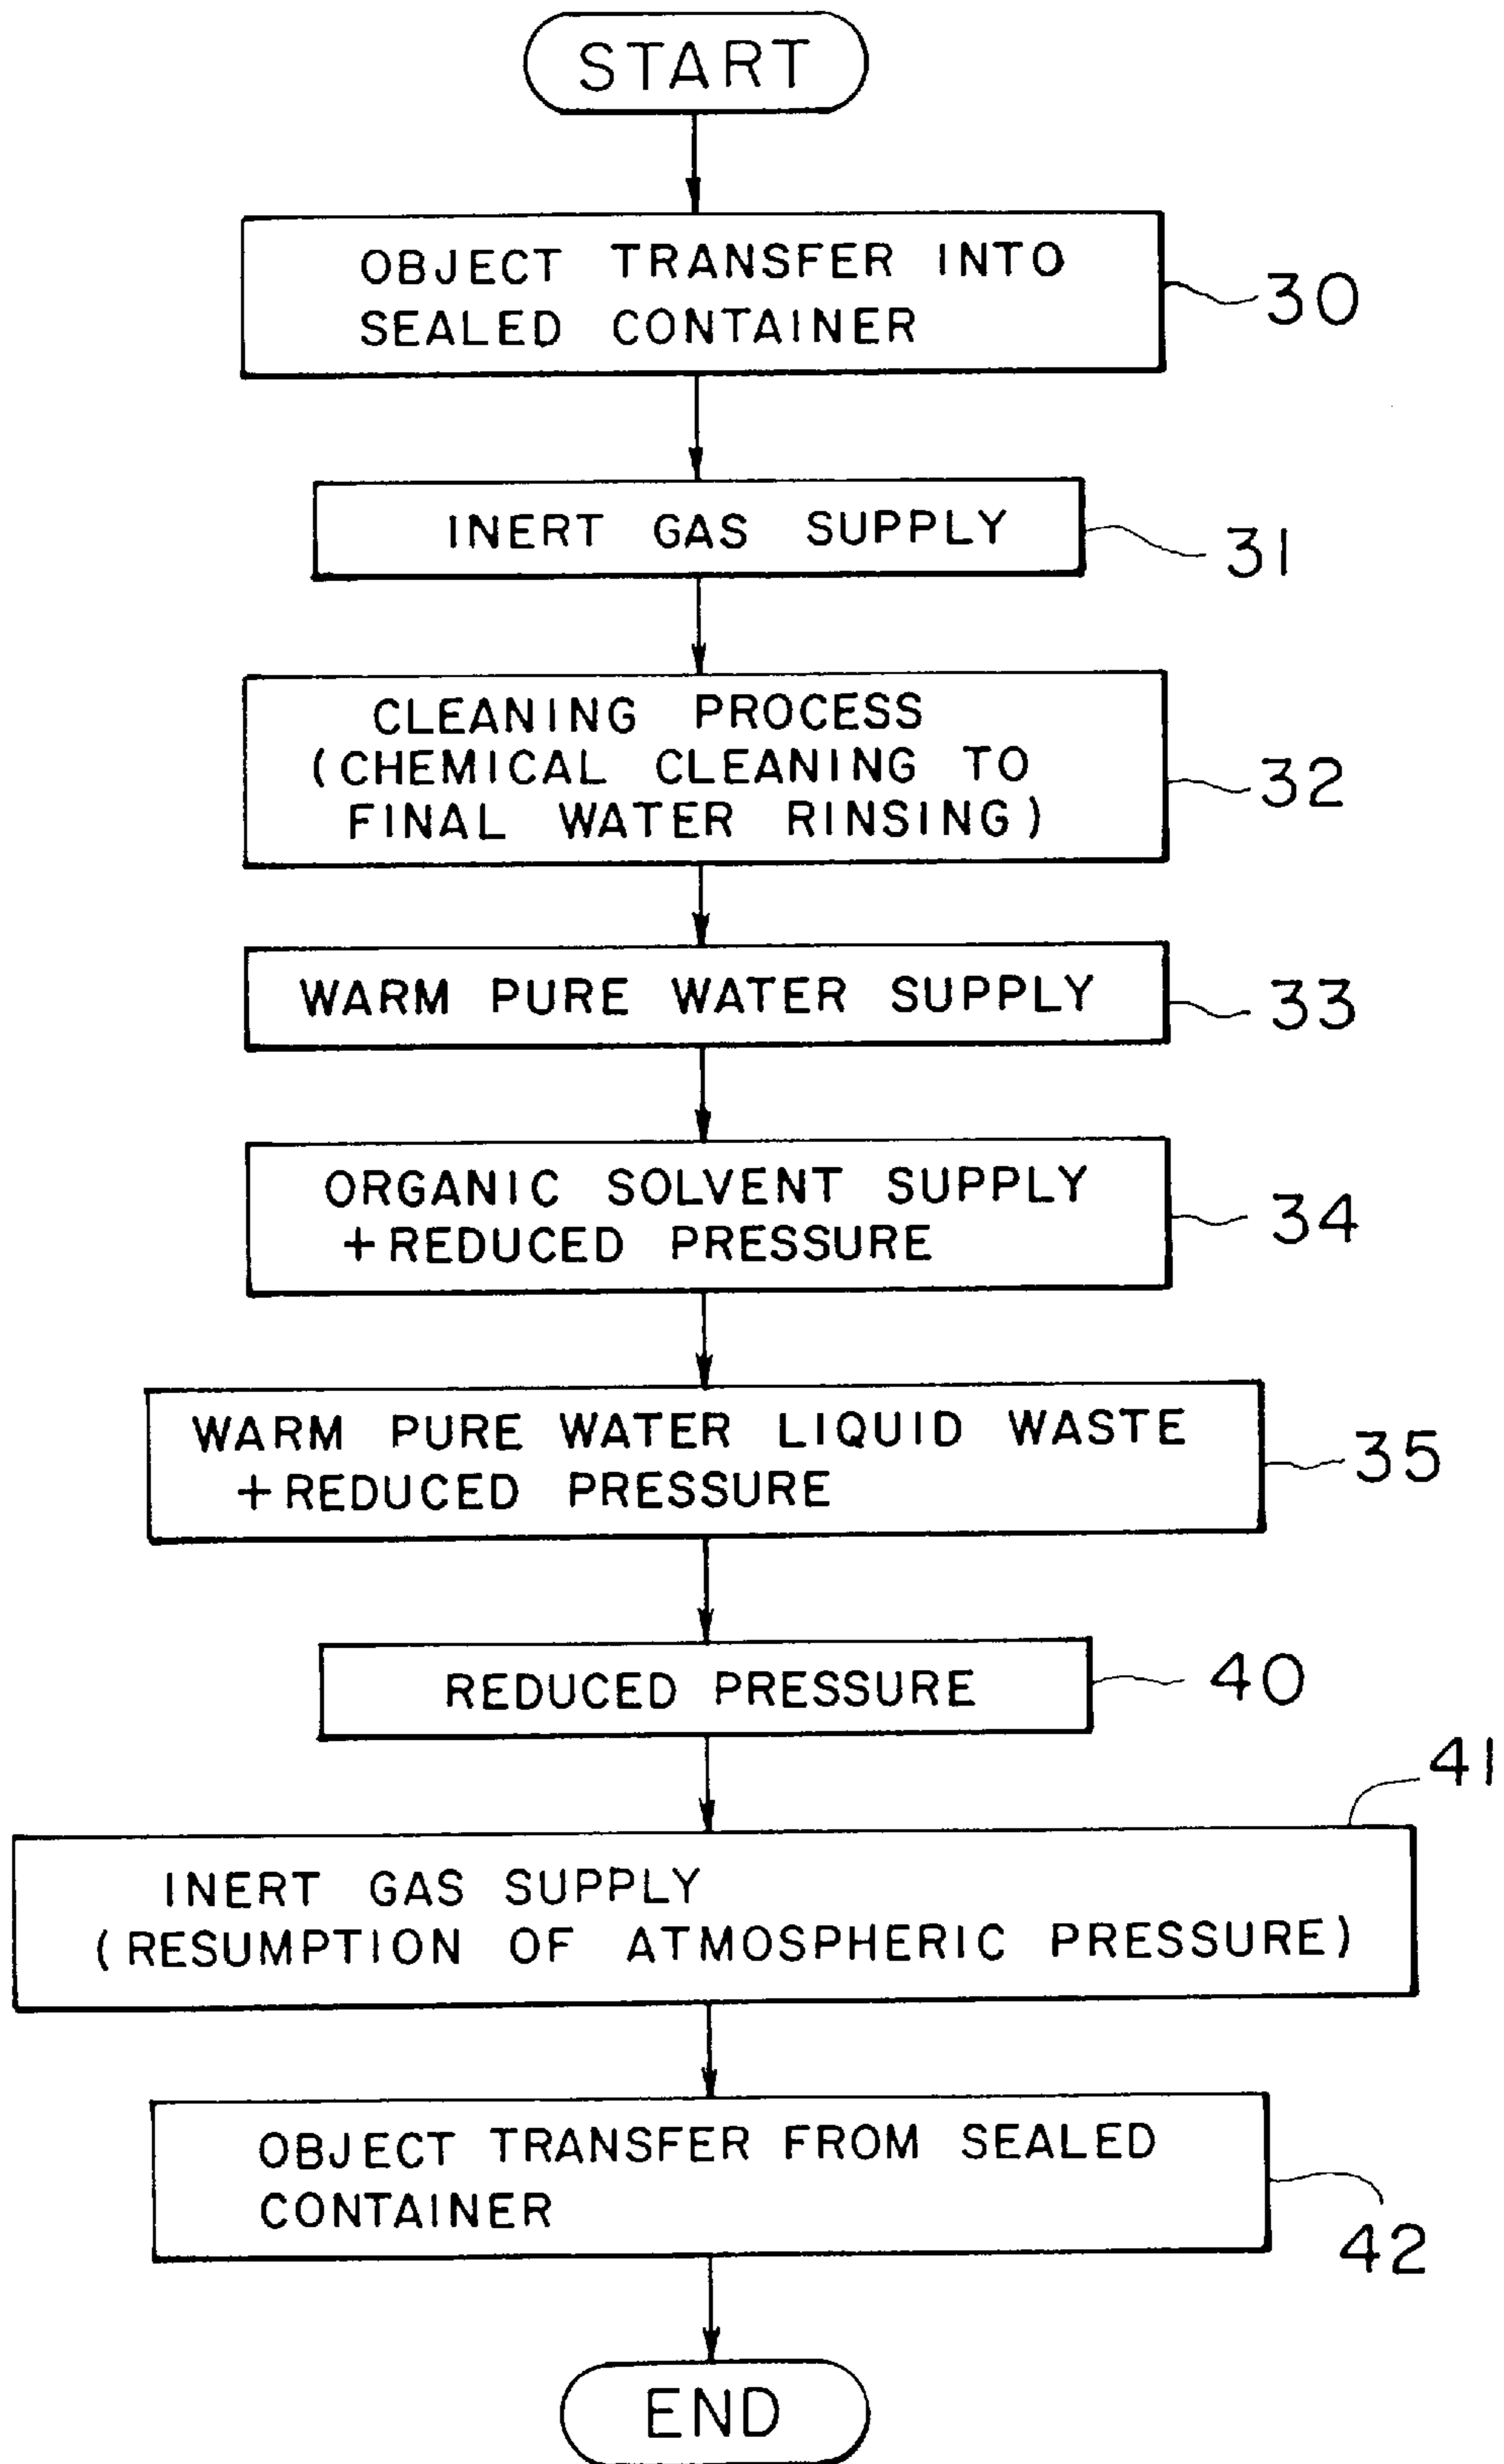 START
OBJECT TRANSFER INTO
SEALED CONTAINER
30
INERT GAS SUPPLY
31
CLEANING PROCESS
(CHEMICAL CLEANING TO
FINAL WATER RINSING)
32
WARM PURE WATER SUPPLY
33
ORGANIC SOLVENT SUPPLY
+REDUCED PRESSURE
34
WARM PURE WATER LIQUID WASTE
+REDUCED PRESSURE
35
REDUCED PRESSURE
40
41
INERT GAS SUPPLY
(RESUMPTION OF ATMOSPHERIC PRESSURE)
OBJECT TRANSFER FROM SEALED
CONTAINER
42
END